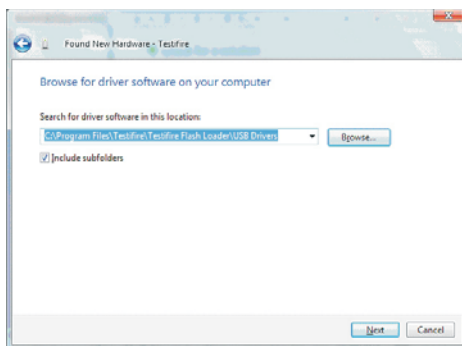 Found New Hardware - Testifire
Browse for driver software on your computer
Search for driver software in this location:
C:\Program Files\Testifire\Testifire Flash Loader\USB Drivers
Browse...
Include subfolders
Next
Cancel